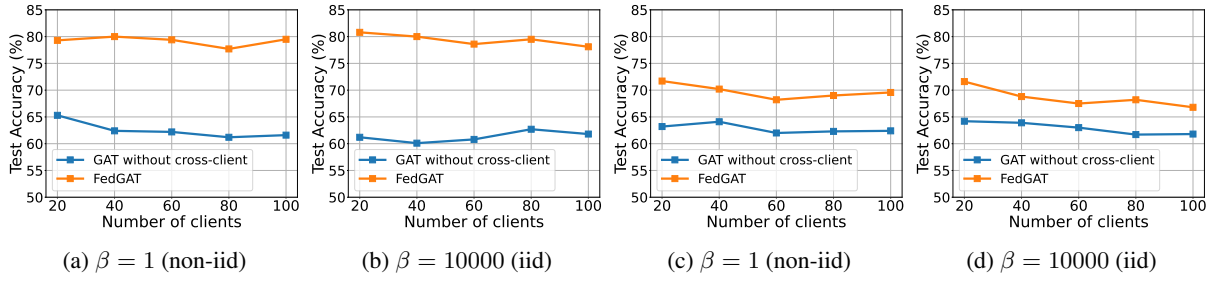 85
80
75
70
65
60
55
50
Test Accuracy (%)
GAT without cross-client
FedGAT
20 40 60 80 100
Number of clients
(a) β = 1 (non-iid)
85
80
75
70
65
60
55
50
Test Accuracy (%)
GAT without cross-client
FedGAT
20 40 60 80 100
Number of clients
(b) β = 10000 (iid)
85
80
75
70
65
60
55
50
Test Accuracy (%)
GAT without cross-client
FedGAT
20 40 60 80 100
Number of clients
(c) β = 1 (non-iid)
85
80
75
70
65
60
55
50
Test Accuracy (%)
GAT without cross-client
FedGAT
20 40 60 80 100
Number of clients
(d) β = 10000 (iid)